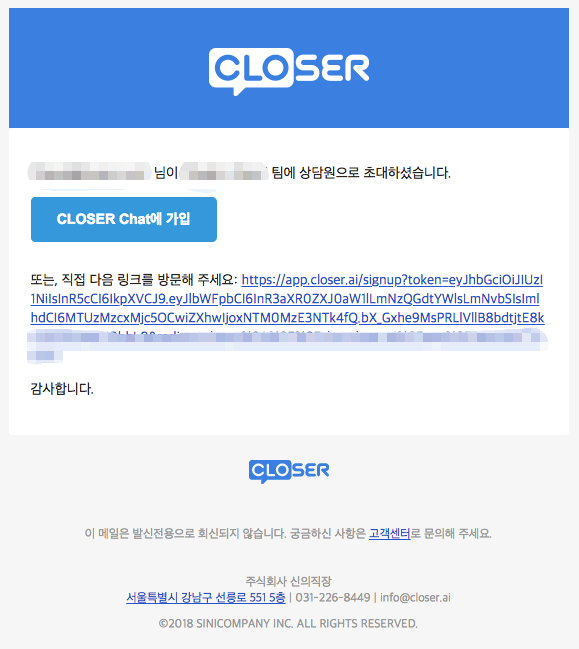 CLOSER
님이 팀에 상담원으로 초대하셨습니다.
CLOSER Chat에 가입
또는, 직접 다음 링크를 방문해 주세요: https://app.closer.ai/signup?token=eyJhbGciOiJIUzI
1NiIsInR5cCI6IkpXVCJ9.eyJlbWFpbCI6InR3aXR0ZXJ0aW1lLmNzQGdtYWlsLmNvbSIsIml
hdCI6MTUzMzcxMjc5OCwiZXhwIjoxNTM0MzE3NTk4fQ.bX_Gxhe9MsPRLlVllB8bdtjtE8k
감사합니다.
CLOSER
이 메일은 발신전용으로 회신되지 않습니다. 궁금하신 사항은 고객센터로 문의해 주세요.
주식회사 신의직장
서울특별시 강남구 선릉로 551 5층 | 031-226-8449 | info@closer.ai
©2018 SINICOMPANY INC. ALL RIGHTS RESERVED.